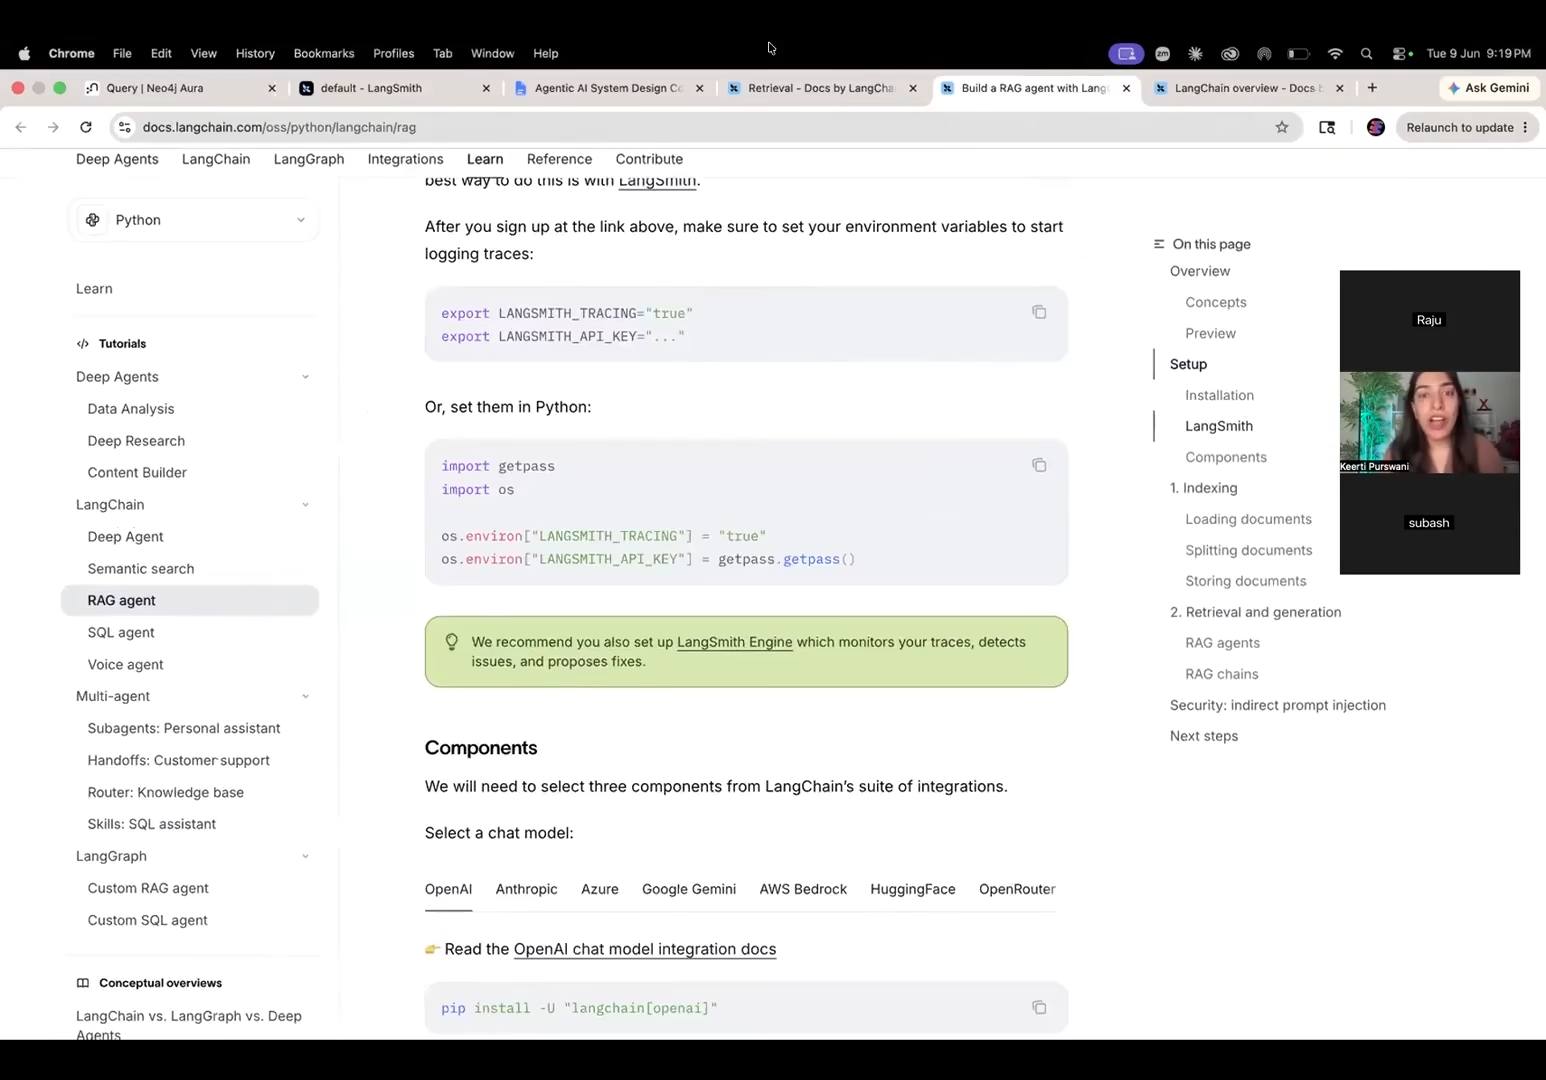 Chrome File Edit View History Bookmarks Profiles Tab Window Help
zm
Tue 9 Jun 9:19 PM
Query | Neo4j Aura
default - LangSmith
Agentic AI System Design Co
Retrieval - Docs by LangCha
Build a RAG agent with Lang
LangChain overview - Docs b
Ask Gemini
docs.langchain.com/oss/python/langchain/rag
Relaunch to update
Deep Agents LangChain LangGraph Integrations Learn Reference Contribute
Python
Learn
Tutorials
Deep Agents
Data Analysis
Deep Research
Content Builder
LangChain
Deep Agent
Semantic search
RAG agent
SQL agent
Voice agent
Multi-agent
Subagents: Personal assistant
Handoffs: Customer support
Router: Knowledge base
Skills: SQL assistant
LangGraph
Custom RAG agent
Custom SQL agent
Conceptual overviews
LangChain vs. LangGraph vs. Deep
Agents
best way to do this is with LangSmith.
After you sign up at the link above, make sure to set your environment variables to start
logging traces:
export LANGSMITH_TRACING="true"
export LANGSMITH_API_KEY="..."
Or, set them in Python:
import getpass
import os
os.environ["LANGSMITH_TRACING"] = "true"
os.environ["LANGSMITH_API_KEY"] = getpass.getpass()
We recommend you also set up LangSmith Engine which monitors your traces, detects
issues, and proposes fixes.
Components
We will need to select three components from LangChain's suite of integrations.
Select a chat model:
OpenAI Anthropic Azure Google Gemini AWS Bedrock HuggingFace OpenRouter
👉 Read the OpenAI chat model integration docs
pip install -U "langchain[openai]"
On this page
Overview
Concepts
Preview
Setup
Installation
LangSmith
Components
1. Indexing
Loading documents
Splitting documents
Storing documents
2. Retrieval and generation
RAG agents
RAG chains
Security: indirect prompt injection
Next steps
Raju
Keerti Purswani
subash